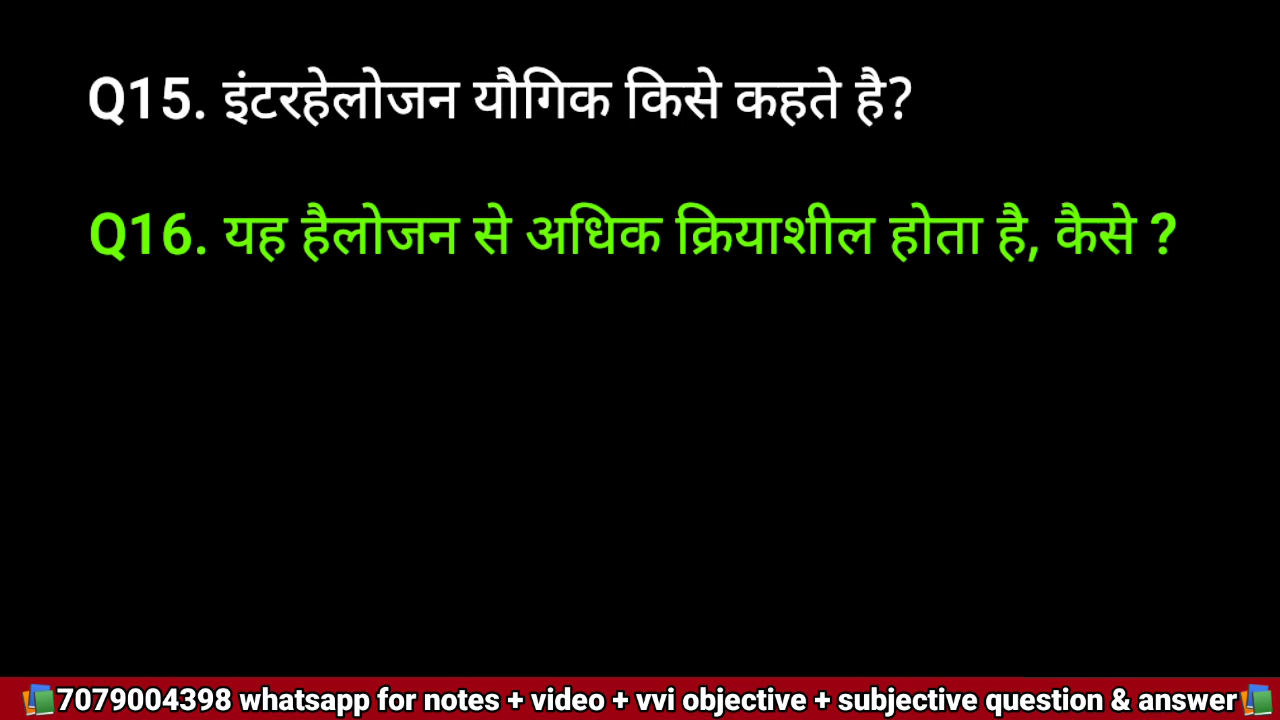 Q15. इंटरहेलोजन यौगिक किसे कहते है?
Q16. यह हैलोजन से अधिक क्रियाशील होता है, कैसे ?
7079004398 whatsapp for notes + video + vvi objective + subjective question & answer